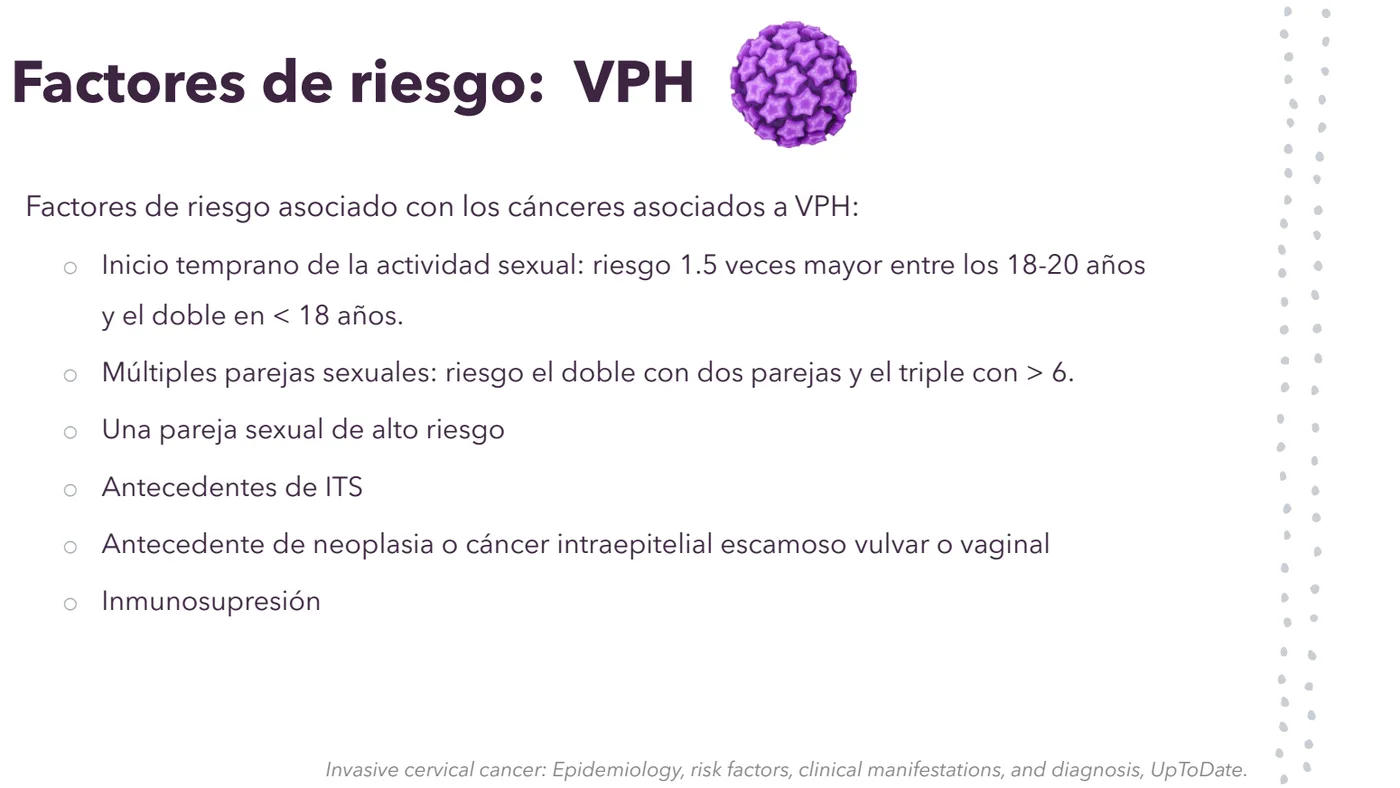 Factores de riesgo: VPH
Factores de riesgo asociado con los cánceres asociados a VPH:
○ Inicio temprano de la actividad sexual: riesgo 1.5 veces mayor entre los 18-20 años
y el doble en < 18 años.
○ Múltiples parejas sexuales: riesgo el doble con dos parejas y el triple con > 6.
○ Una pareja sexual de alto riesgo
○ Antecedentes de ITS
○ Antecedente de neoplasia o cáncer intraepitelial escamoso vulvar o vaginal
○ Inmunosupresión
Invasive cervical cancer: Epidemiology, risk factors, clinical manifestations, and diagnosis, UpToDate.